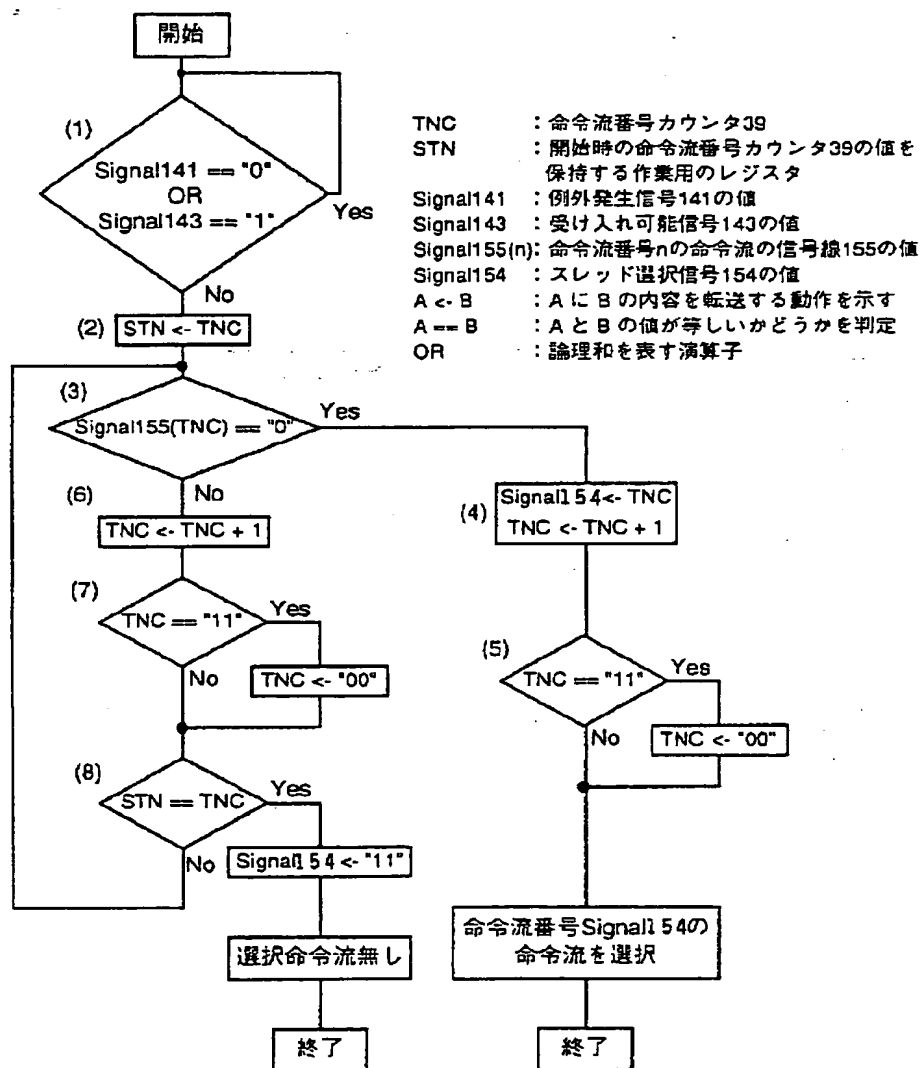 開始
(1)
Signal141 == "0"
OR
Signal143 == "1"
Yes
No
TNC : 命令流番号カウンタ39
STN : 開始時の命令流番号カウンタ39の値を
保持する作業用のレジスタ
Signal141 : 例外発生信号141の値
Signal143 : 受け入れ可能信号143の値
Signal155(n): 命令流番号nの命令流の信号線155の値
Signal154 : スレッド選択信号154の値
A <- B : A に B の内容を転送する動作を示す
A == B : A と B の値が等しいかどうかを判定
OR : 論理和を表す演算子
(2) STN <- TNC
(3)
Signal155(TNC) == "0"
Yes
No
(6)
TNC <- TNC + 1
(4)
Signal154<- TNC
TNC <- TNC + 1
(7)
TNC == "11"
Yes
No
TNC <- "00"
(5)
TNC == "11"
Yes
No
TNC <- "00"
(8)
STN == TNC
Yes
No
Signal154 <- "11"
選択命令流無し
終了
命令流番号Signal154の
命令流を選択
終了